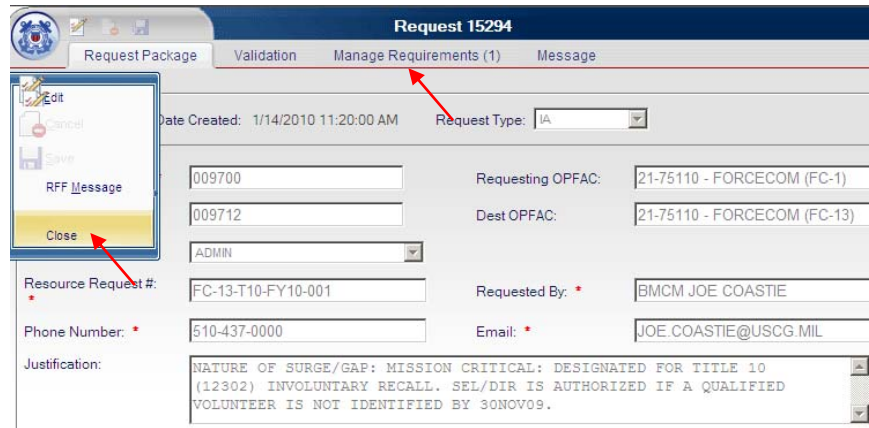 Request 15294
Request Package Validation Manage Requirements (1) Message
Edit
Cancel
Save
RFF Message
Close
Date Created: 1/14/2010 11:20:00 AM Request Type: IA
009700 Requesting OPFAC: 21-75110 - FORCECOM (FC-1)
009712 Dest OPFAC: 21-75110 - FORCECOM (FC-13)
ADMIN
Resource Request #: * FC-13-T10-FY10-001 Requested By: * BMCM JOE COASTIE
Phone Number: * 510-437-0000 Email: * JOE.COASTIE@USCG.MIL
Justification: NATURE OF SURGE/GAP: MISSION CRITICAL: DESIGNATED FOR TITLE 10
(12302) INVOLUNTARY RECALL. SEL/DIR IS AUTHORIZED IF A QUALIFIED
VOLUNTEER IS NOT IDENTIFIED BY 30NOV09.